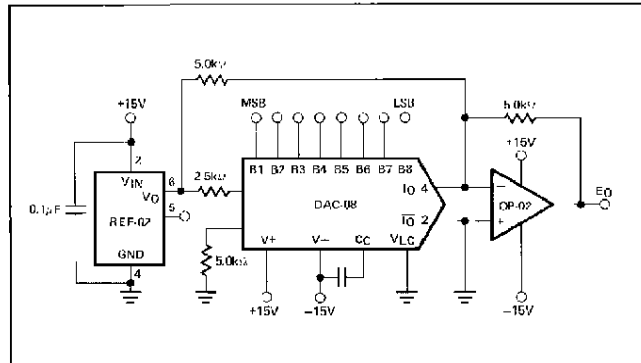 5.0kΩ
+15V
MSB
LSB
5.0kΩ
2
B1 B2 B3 B4 B5 B6 B7 B8
+15V
VIN
VO
6
2.5kΩ
IO 4
−
EO
0.1μF
REF-02
5
DAC-08
OP-02
IO 2
+
GND
V+
V−
CC
VLC
4
5.0kΩ
+15V
−15V
−15V